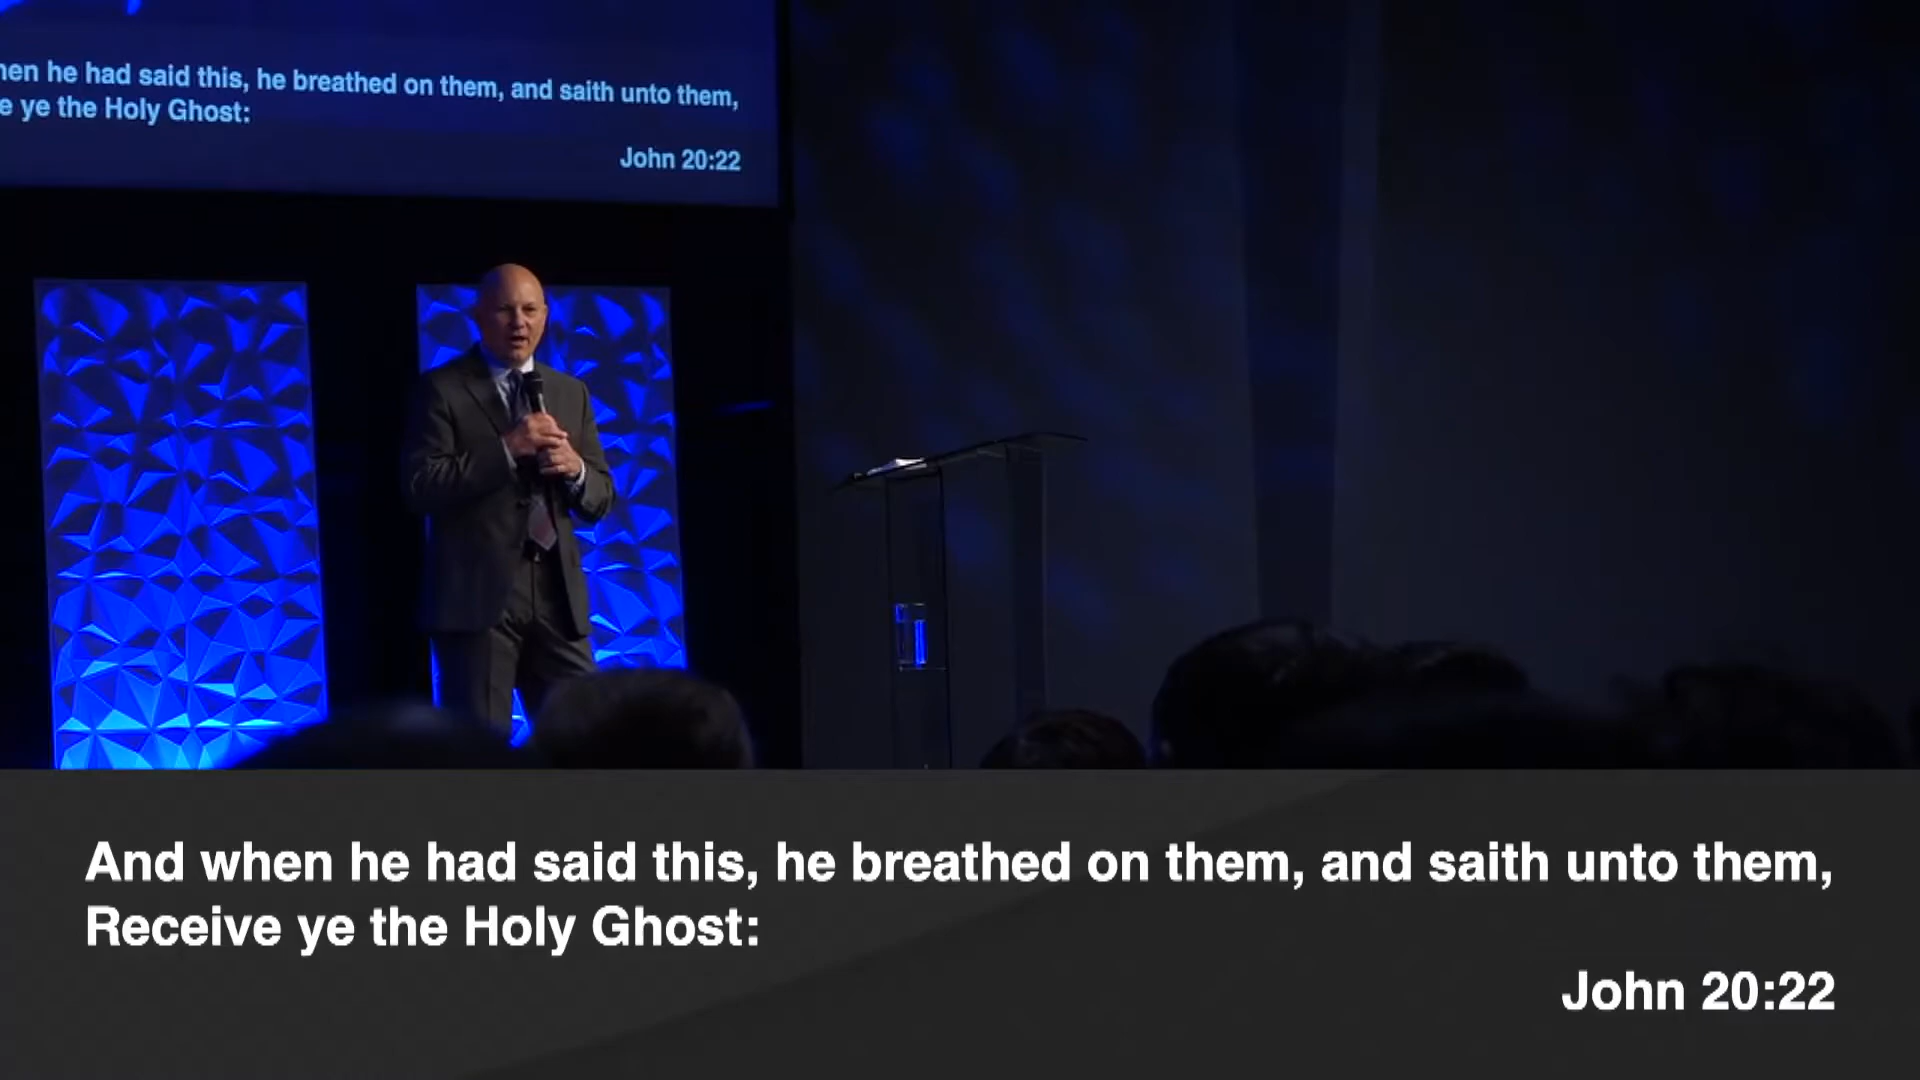 hen he had said this, he breathed on them, and saith unto them,
e ye the Holy Ghost:
John 20:22
And when he had said this, he breathed on them, and saith unto them,
Receive ye the Holy Ghost:
John 20:22